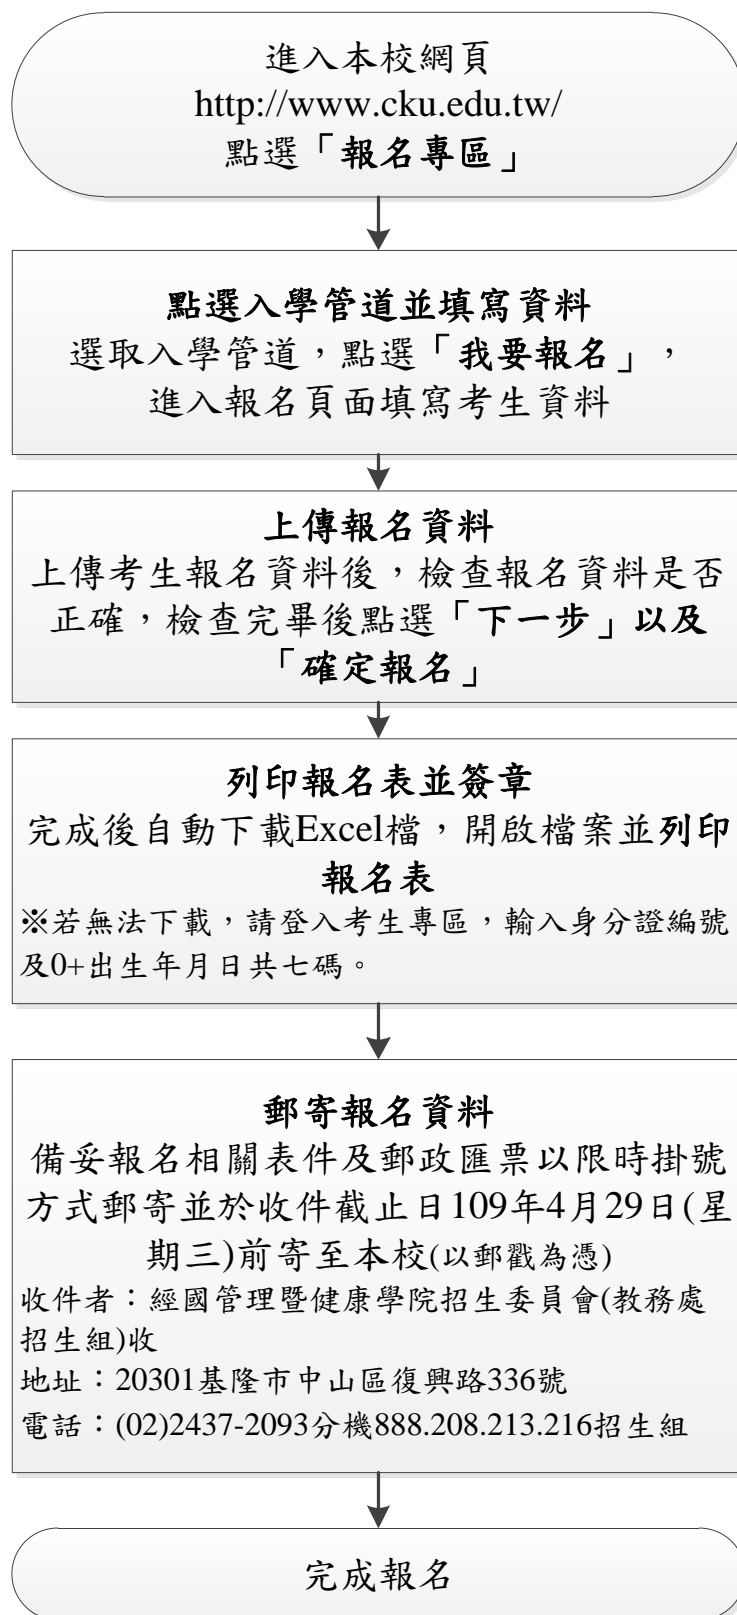 進入本校網頁
http://www.cku.edu.tw/
點選「報名專區」
點選入學管道並填寫資料
選取入學管道，點選「我要報名」，
進入報名頁面填寫考生資料
上傳報名資料
上傳考生報名資料後，檢查報名資料是否
正確，檢查完畢後點選「下一步」以及
「確定報名」
列印報名表並簽章
完成後自動下載Excel檔，開啟檔案並列印
報名表
※若無法下載，請登入考生專區，輸入身分證編號
及0+出生年月日共七碼。
郵寄報名資料
備妥報名相關表件及郵政匯票以限時掛號
方式郵寄並於收件截止日109年4月29日(星
期三)前寄至本校(以郵戳為憑)
收件者：經國管理暨健康學院招生委員會(教務處
招生組)收
地址：20301基隆市中山區復興路336號
電話：(02)2437-2093分機888.208.213.216招生組
完成報名